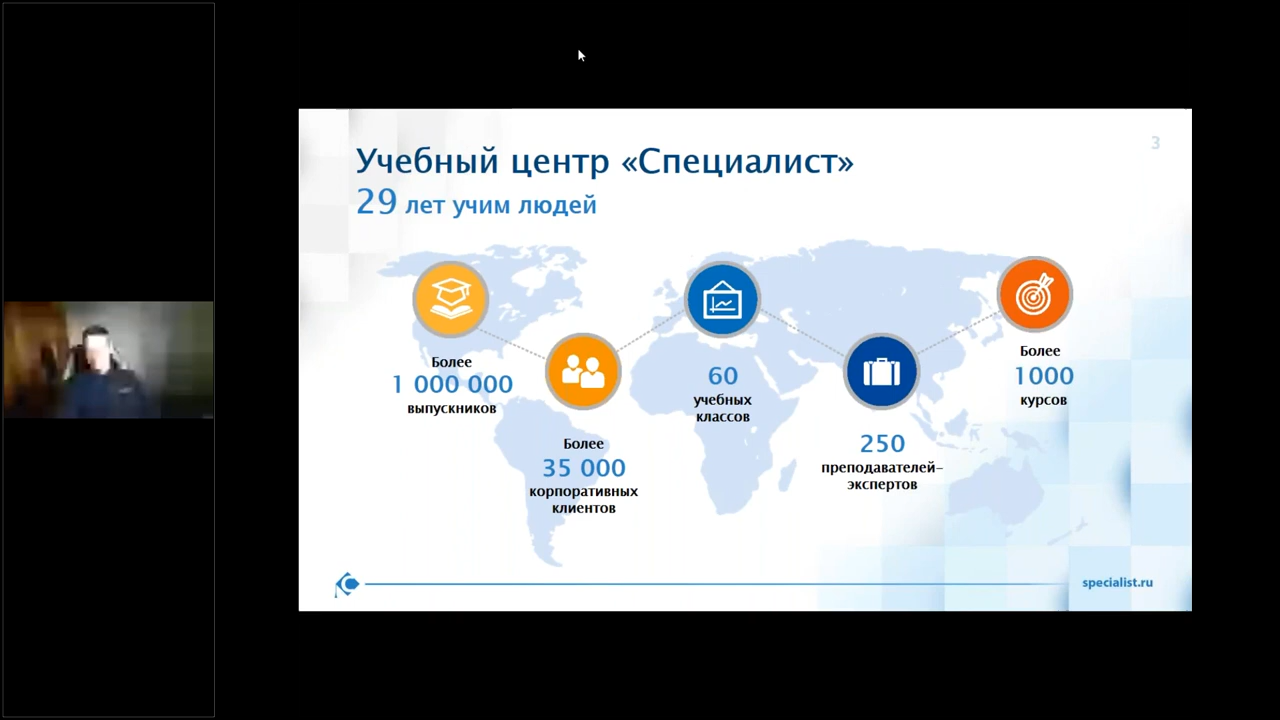 3
Учебный центр «Специалист»
29 лет учим людей
Более
1 000 000
выпускников
Более
35 000
корпоративных
клиентов
60
учебных
классов
250
преподавателей-
экспертов
Более
1000
курсов
specialist.ru